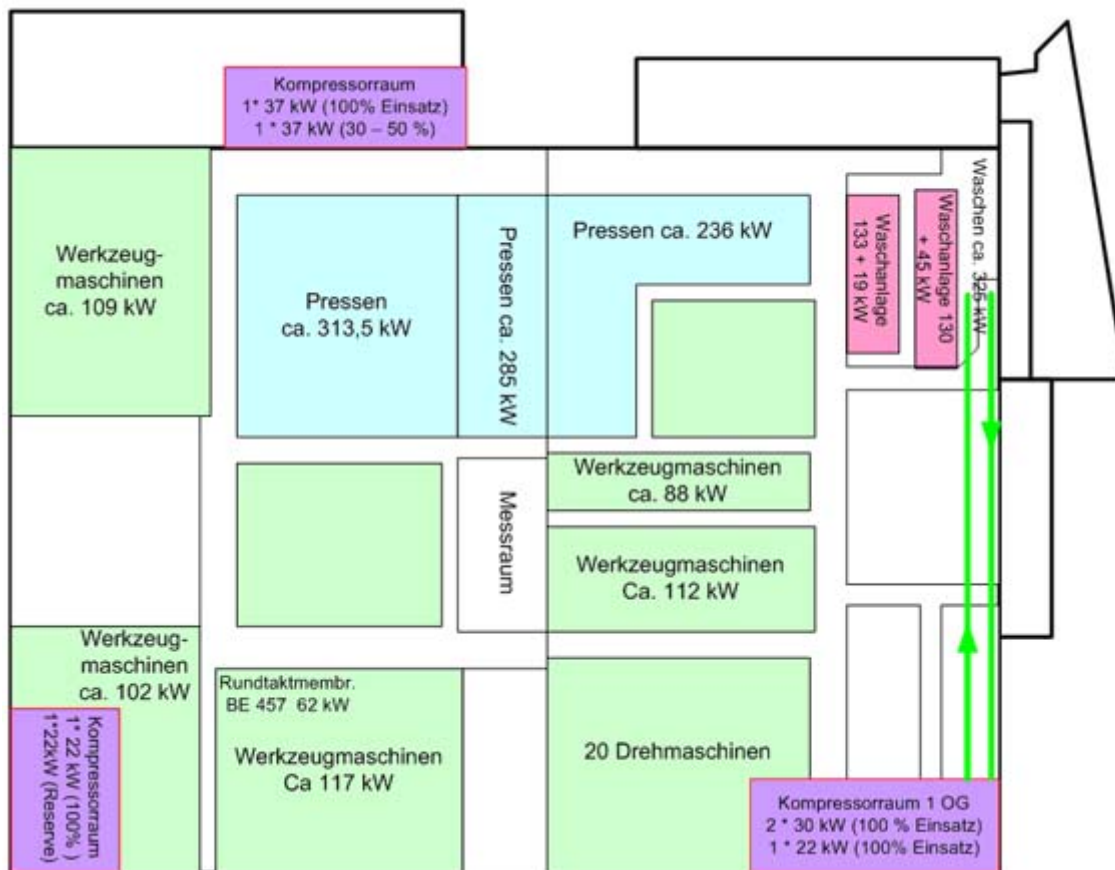 Kompressorraum
1* 37 kW (100% Einsatz)
1 * 37 kW (30 – 50 %)
Werkzeug-
maschinen
ca. 109 kW
Pressen
ca. 313,5 kW
Pressen ca. 285 kW
Pressen ca. 236 kW
Waschanlage
133 + 19 kW
Waschanlage 130
+ 45 kW
Waschen ca. 325 kW
Werkzeugmaschinen
ca. 88 kW
Messraum
Werkzeugmaschinen
Ca. 112 kW
Werkzeug-
maschinen
ca. 102 kW
Kompressorraum
1* 22 kW (100% )
1*22kW (Reserve)
Rundtaktmembr.
BE 457 62 kW
Werkzeugmaschinen
Ca 117 kW
20 Drehmaschinen
Kompressorraum 1 OG
2 * 30 kW (100 % Einsatz)
1 * 22 kW (100% Einsatz)